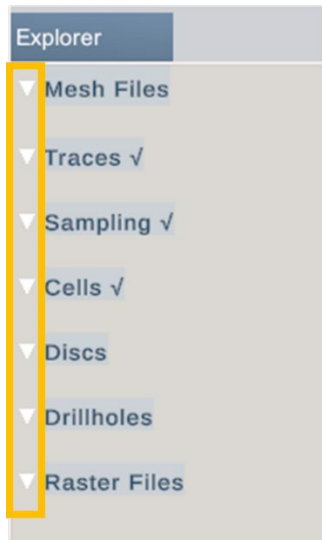 Explorer
Mesh Files
Traces √
Sampling √
Cells √
Discs
Drillholes
Raster Files